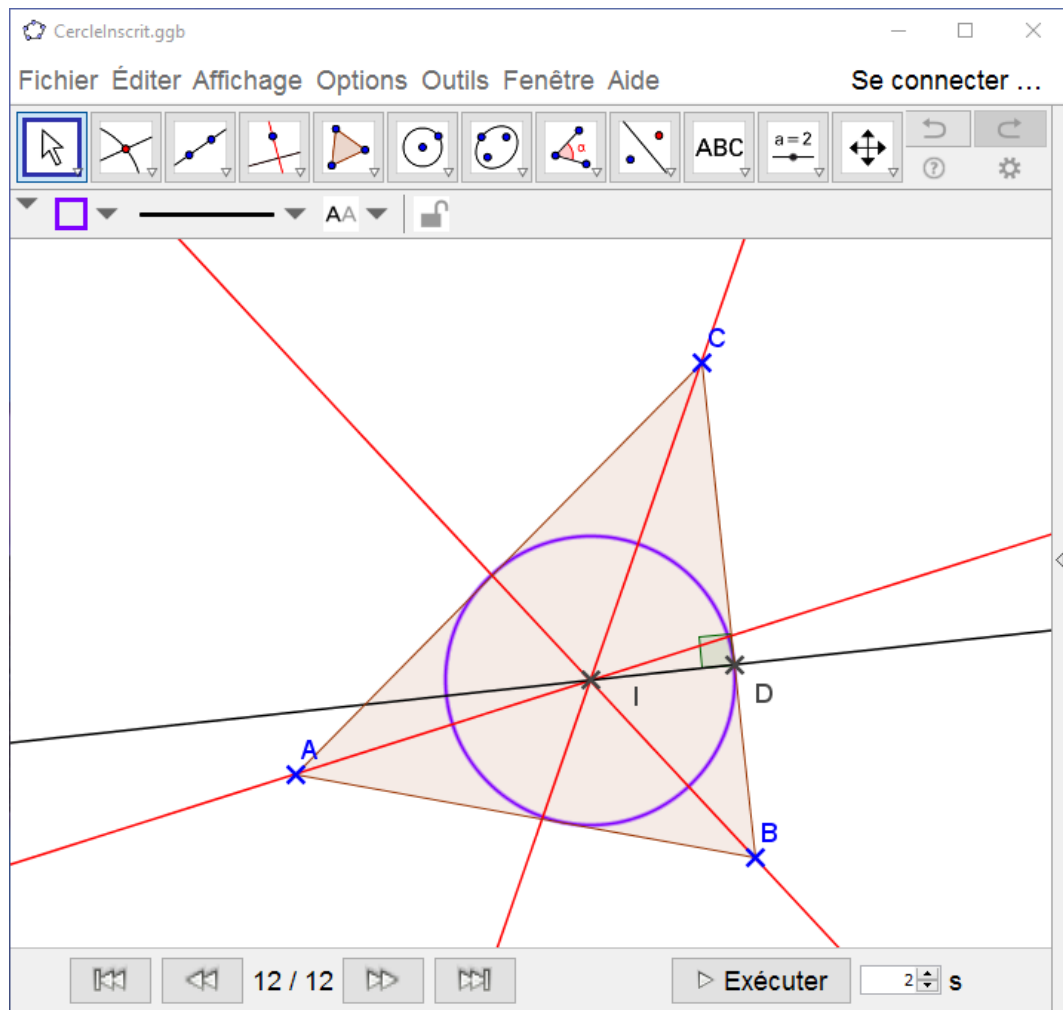 CercleInscrit.ggb
Fichier Éditer Affichage Options Outils Fenêtre Aide Se connecter ...
α ABC a = 2
AA
C
I D
A
B
12 / 12 Exécuter 2 s